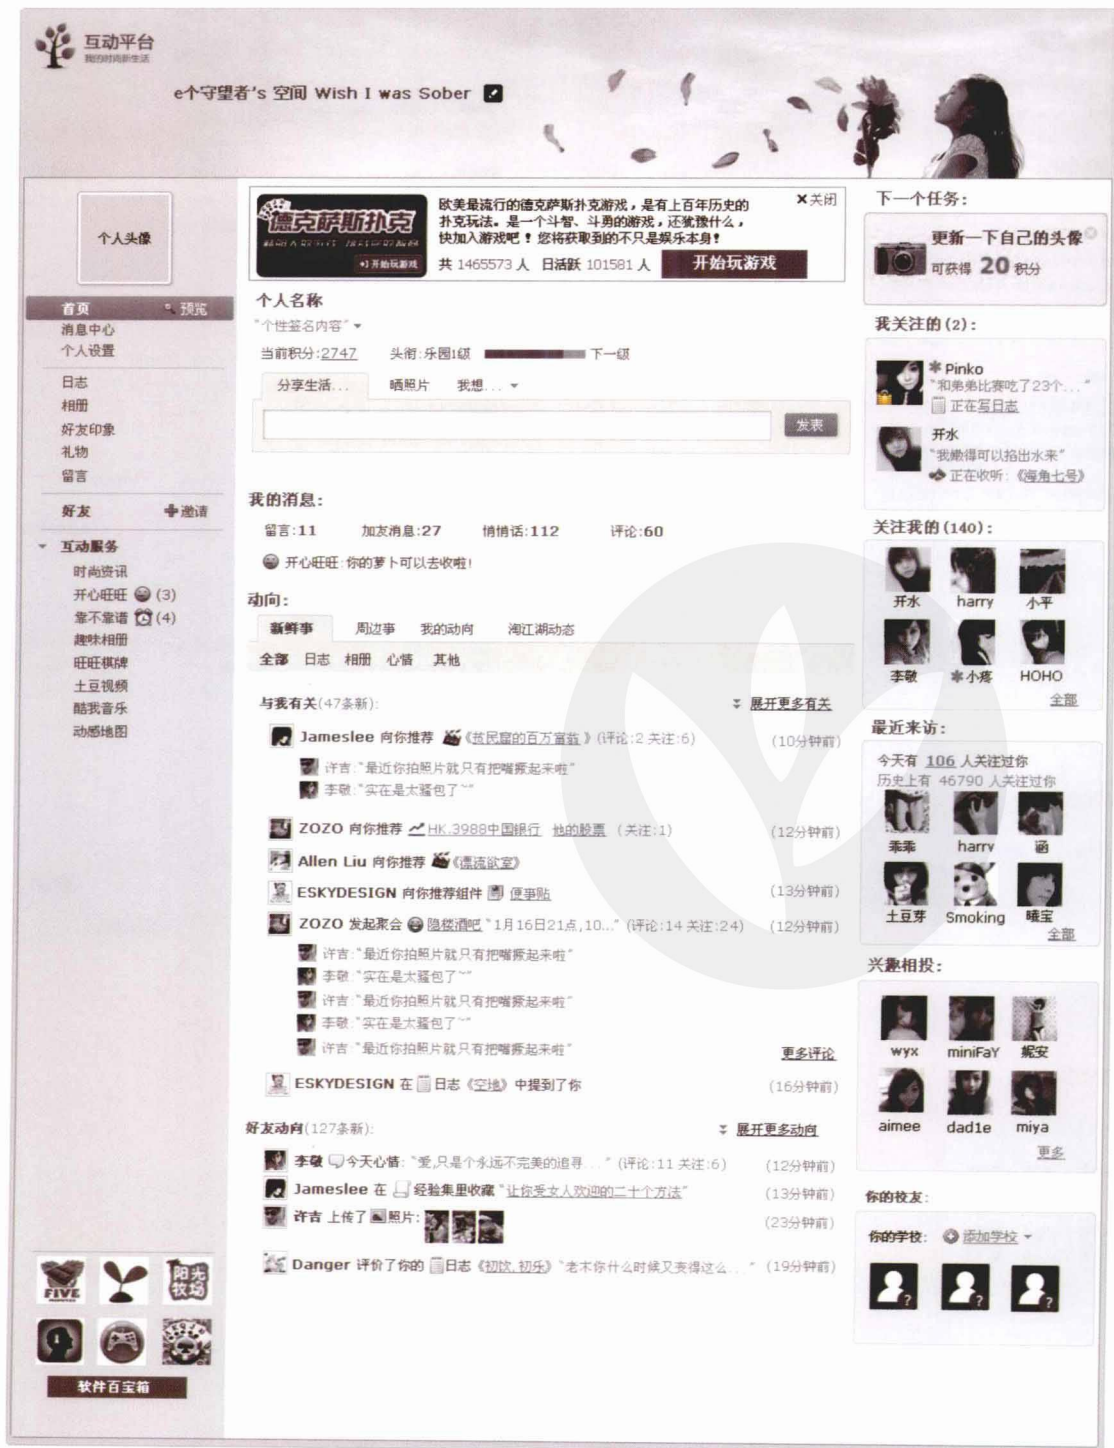 互动平台
我的时尚新生活
e个守望者's 空间 Wish I was Sober
个人头像
首页 预览
消息中心
个人设置
日志
相册
好友印象
礼物
留言
好友 邀请
互动服务
时尚资讯
开心旺旺 (3)
靠不靠谱 (4)
趣味相册
旺旺棋牌
土豆视频
酷我音乐
动感地图
FIVE
阳光牧场
软件百宝箱
德克萨斯扑克
开始玩游戏
欧美最流行的德克萨斯扑克游戏，是有上百年历史的
扑克玩法。是一个斗智、斗勇的游戏，还犹豫什么，
快加入游戏吧！您将获取到的不只是娱乐本身！
共 1465573 人 日活跃 101581 人 开始玩游戏
×关闭
个人名称
"个性签名内容"
当前积分:2747 头衔:乐园1级 下一级
分享生活... 晒照片 我想...
发表
我的消息:
留言:11 加友消息:27 悄悄话:112 评论:60
开心旺旺:你的萝卜可以去收啦!
动向:
新鲜事 周边事 我的动向 淘江湖动态
全部 日志 相册 心情 其他
与我有关(47条新): 展开更多有关
Jameslee 向你推荐 《贫民窟的百万富翁》(评论:2 关注:6) (10分钟前)
许吉:"最近你拍照片就只有把嘴撅起来啦"
李敬:"实在是太骚包了~"
ZOZO 向你推荐 HK.3988中国银行 他的股票 (关注:1) (12分钟前)
Allen Liu 向你推荐 《漂流欲室》
ESKYDESIGN 向你推荐组件 便事贴 (13分钟前)
ZOZO 发起聚会 隐楼酒吧 "1月16日21点,10..." (评论:14 关注:24) (12分钟前)
许吉:"最近你拍照片就只有把嘴撅起来啦"
李敬:"实在是太骚包了~"
许吉:"最近你拍照片就只有把嘴撅起来啦"
李敬:"实在是太骚包了~"
许吉:"最近你拍照片就只有把嘴撅起来啦" 更多评论
ESKYDESIGN 在 日志《空地》中提到了你 (16分钟前)
好友动向(127条新): 展开更多动向
李敬 今天心情:"爱,只是个永远不完美的追寻..." (评论:11 关注:6) (12分钟前)
Jameslee 在 经验集里收藏 "让你受女人欢迎的二十个方法" (13分钟前)
许吉 上传了 照片: (23分钟前)
Danger 评价了你的 日志《初饮.初乐》"老木你什么时候又变得这么..." (19分钟前)
下一个任务:
更新一下自己的头像
可获得 20 积分
我关注的(2):
Pinko
"和弟弟比赛吃了23个..."
正在写日志
开水
"我嫩得可以掐出水来"
正在收听:《海角七号》
关注我的(140):
开水 harry 小平
李敬 小疼 HOHO
全部
最近来访:
今天有 106 人关注过你
历史上有 46790 人关注过你
乖乖 harry 涵
土豆芽 Smoking 曦宝
全部
兴趣相投:
wyx miniFaY 妮安
aimee dad1e miya
更多
你的校友:
你的学校: 添加学校